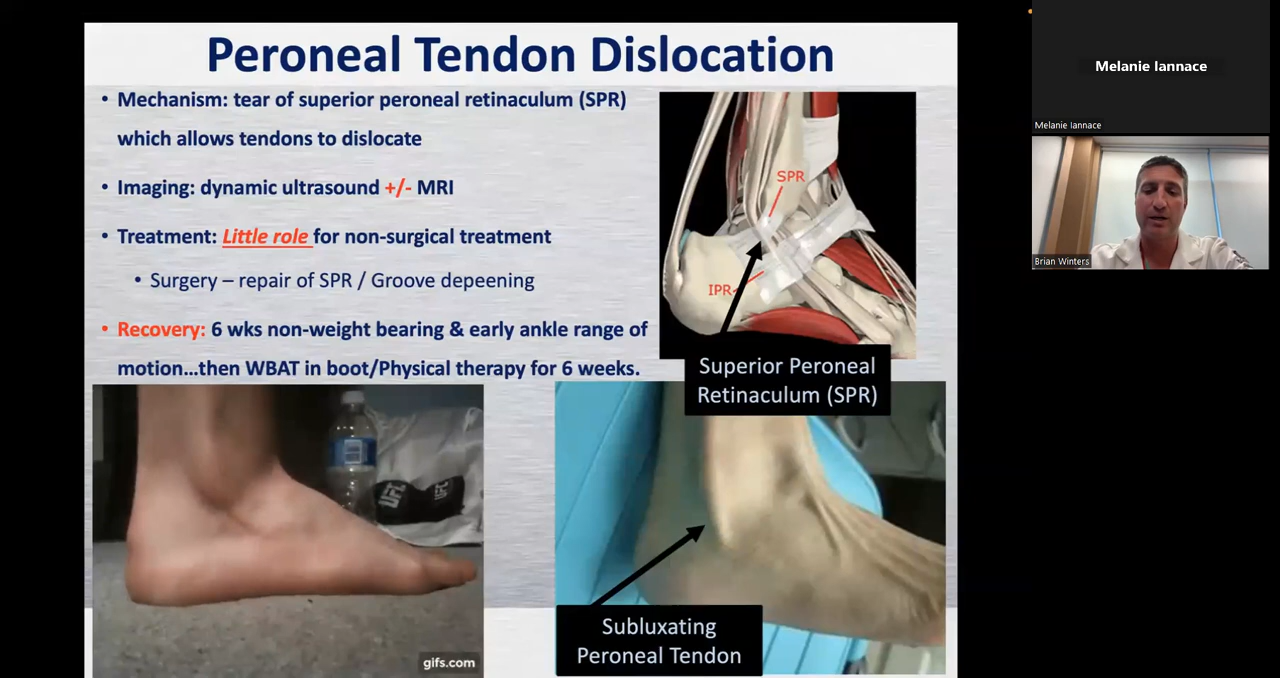 Peroneal Tendon Dislocation
• Mechanism: tear of superior peroneal retinaculum (SPR)
which allows tendons to dislocate
• Imaging: dynamic ultrasound +/- MRI
• Treatment: Little role for non-surgical treatment
• Surgery – repair of SPR / Groove depeening
• Recovery: 6 wks non-weight bearing & early ankle range of
motion...then WBAT in boot/Physical therapy for 6 weeks.
SPR
IPR
Superior Peroneal
Retinaculum (SPR)
UFC
UFC
gifs.com
Subluxating
Peroneal Tendon
Melanie Iannace
Melanie Iannace
Brian Winters